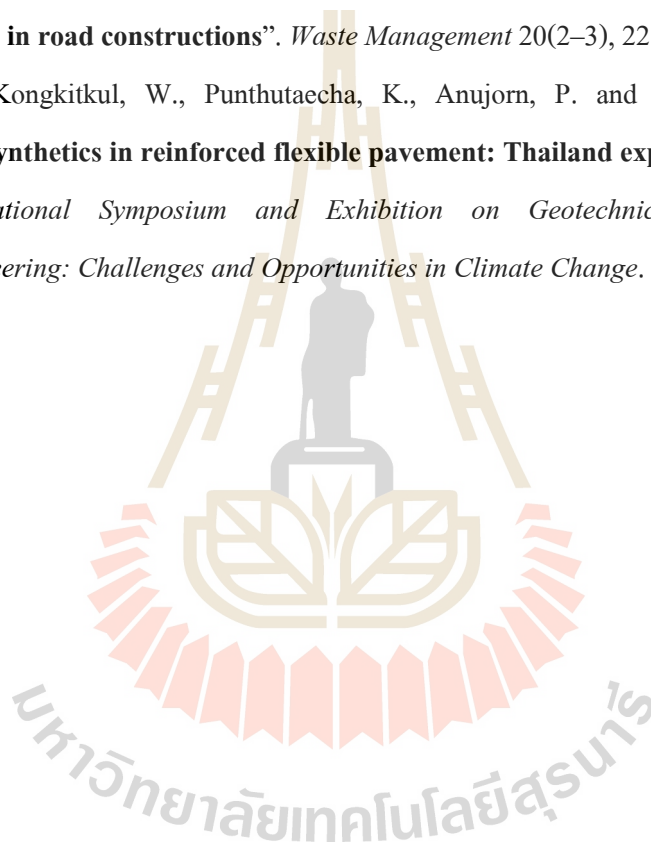 in road constructions”. Waste Management 20(2–3), 22
Kongkitkul, W., Punthutaecha, K., Anujorn, P. and
ynthetics in reinforced flexible pavement: Thailand exp
ational Symposium and Exhibition on Geotechnic
ering: Challenges and Opportunities in Climate Change.
มหาวิทยาลัยเทคโนโลยีสุรนารี